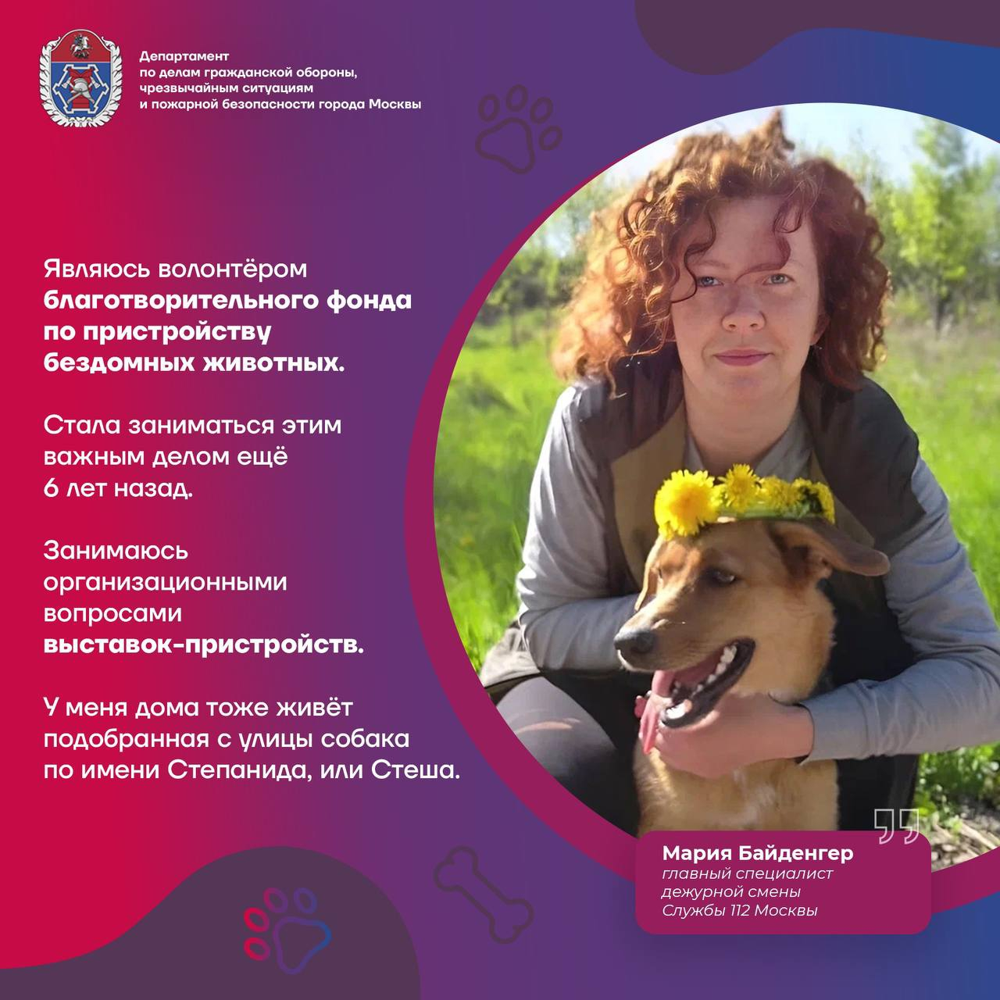 Департамент
по делам гражданской обороны,
чрезвычайным ситуациям
и пожарной безопасности города Москвы
Являюсь волонтёром
благотворительного фонда
по пристройству
бездомных животных.
Стала заниматься этим
важным делом ещё
6 лет назад.
Занимаюсь
организационными
вопросами
выставок-пристройств.
У меня дома тоже живёт
подобранная с улицы собака
по имени Степанида, или Стеша.
Мария Байденгер
главный специалист
дежурной смены
Службы 112 Москвы